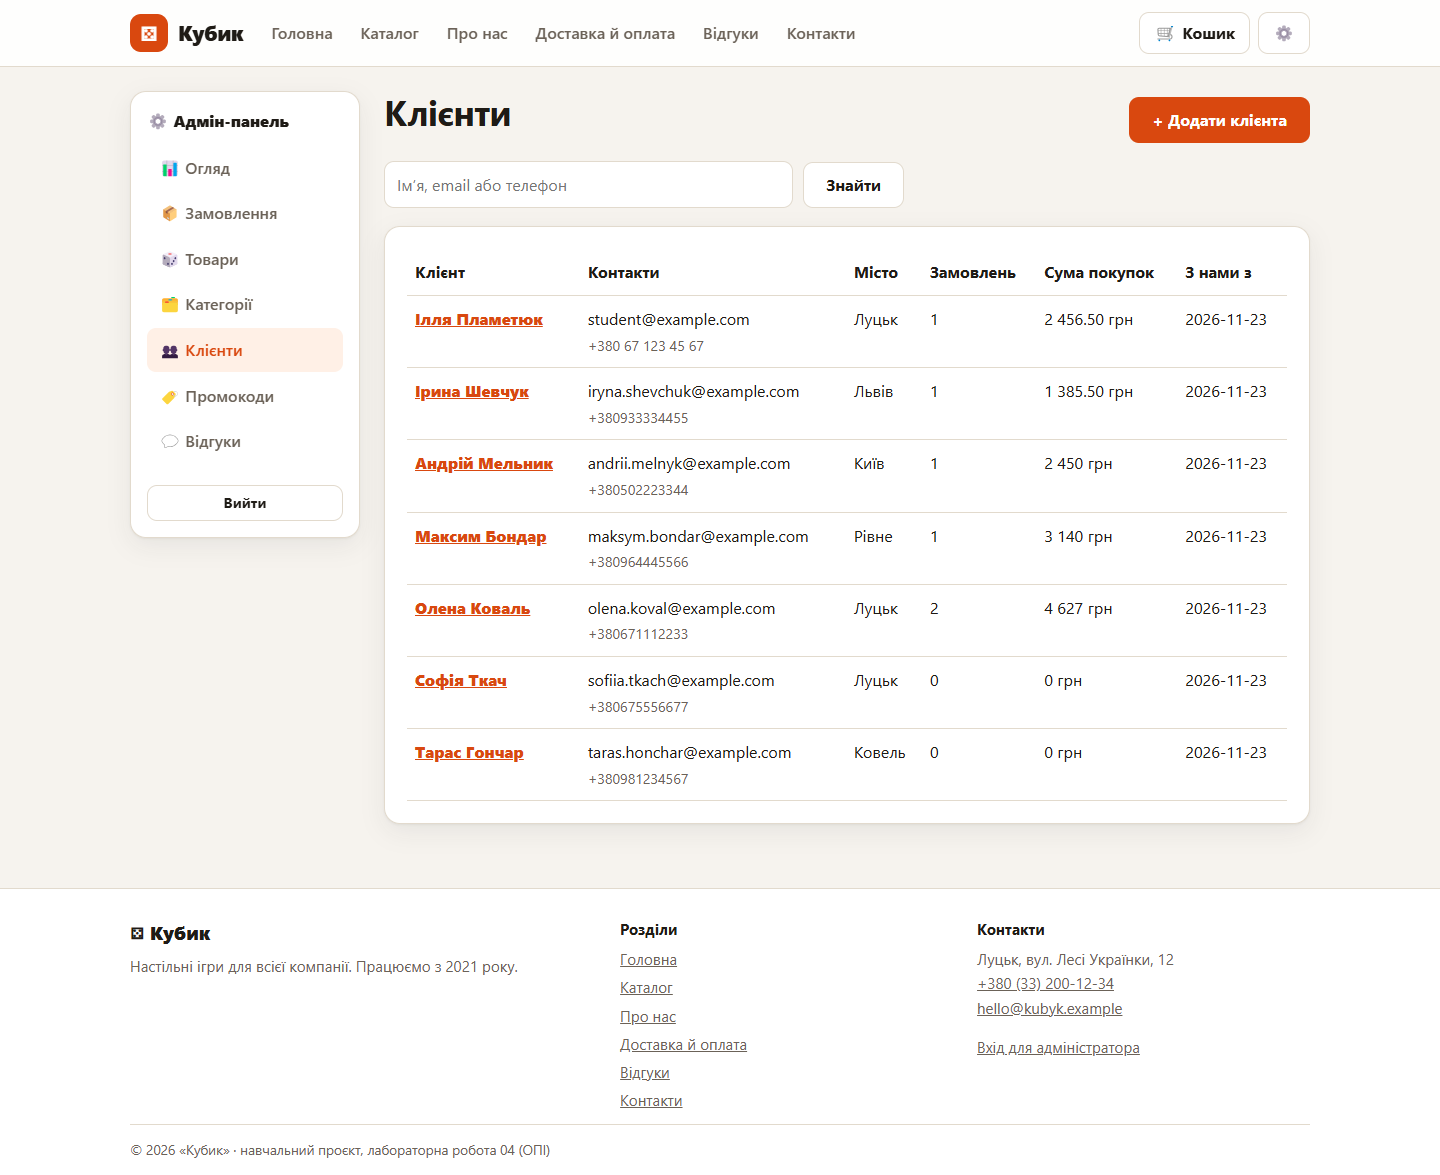 Кубик
Головна
Каталог
Про нас
Доставка й оплата
Відгуки
Контакти
Кошик
Адмін-панель
Огляд
Замовлення
Товари
Категорії
Клієнти
Промокоди
Відгуки
Вийти
Клієнти
+ Додати клієнта
Ім'я, email або телефон
Знайти
Клієнт Контакти Місто Замовлень Сума покупок З нами з
Ілля Пламетюк student@example.com Луцьк 1 2 456.50 грн 2026-11-23
+380 67 123 45 67
Ірина Шевчук iryna.shevchuk@example.com Львів 1 1 385.50 грн 2026-11-23
+380933334455
Андрій Мельник andrii.melnyk@example.com Київ 1 2 450 грн 2026-11-23
+380502223344
Максим Бондар maksym.bondar@example.com Рівне 1 3 140 грн 2026-11-23
+380964445566
Олена Коваль olena.koval@example.com Луцьк 2 4 627 грн 2026-11-23
+380671112233
Софія Ткач sofiia.tkach@example.com Луцьк 0 0 грн 2026-11-23
+380675556677
Тарас Гончар taras.honchar@example.com Ковель 0 0 грн 2026-11-23
+380981234567
Кубик
Настільні ігри для всієї компанії. Працюємо з 2021 року.
Розділи
Головна
Каталог
Про нас
Доставка й оплата
Відгуки
Контакти
Контакти
Луцьк, вул. Лесі Українки, 12
+380 (33) 200-12-34
hello@kubyk.example
Вхід для адміністратора
© 2026 «Кубик» · навчальний проєкт, лабораторна робота 04 (ОПІ)